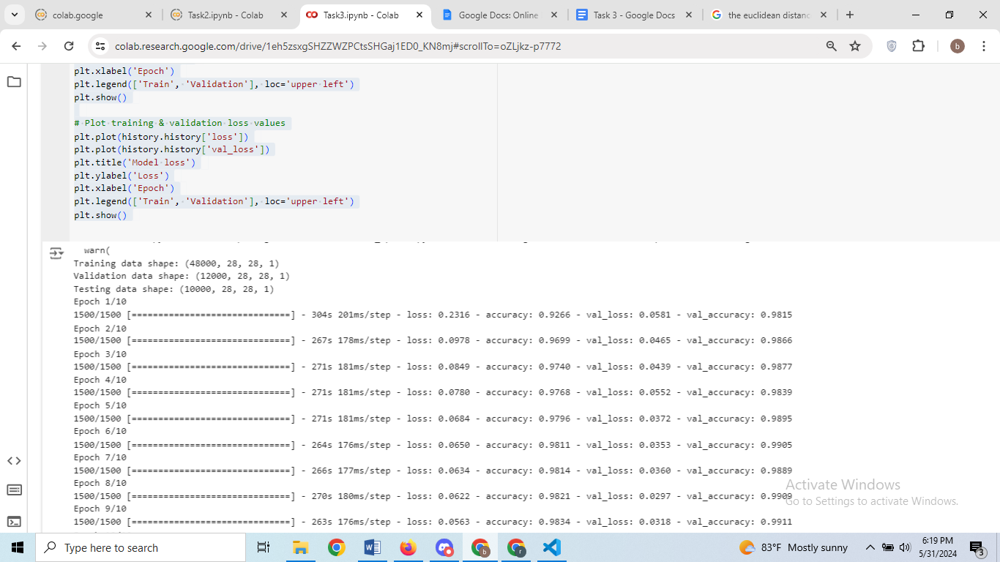 colab.google
Task2.ipynb - Colab
Task3.ipynb - Colab
Google Docs: Online
Task 3 - Google Docs
the euclidean distanc
colab.research.google.com/drive/1eh5zsxgSHZZWZPCtsSHGaj1ED0_KN8mj#scrollTo=oZLjkz-p7772
b
plt.xlabel('Epoch')
plt.legend(['Train', 'Validation'], loc='upper left')
plt.show()
# Plot training & validation loss values
plt.plot(history.history['loss'])
plt.plot(history.history['val_loss'])
plt.title('Model loss')
plt.ylabel('Loss')
plt.xlabel('Epoch')
plt.legend(['Train', 'Validation'], loc='upper left')
plt.show()
warn(
Training data shape: (48000, 28, 28, 1)
Validation data shape: (12000, 28, 28, 1)
Testing data shape: (10000, 28, 28, 1)
Epoch 1/10
1500/1500 [==============================] - 304s 201ms/step - loss: 0.2316 - accuracy: 0.9266 - val_loss: 0.0581 - val_accuracy: 0.9815
Epoch 2/10
1500/1500 [==============================] - 267s 178ms/step - loss: 0.0978 - accuracy: 0.9699 - val_loss: 0.0465 - val_accuracy: 0.9866
Epoch 3/10
1500/1500 [==============================] - 271s 181ms/step - loss: 0.0849 - accuracy: 0.9740 - val_loss: 0.0439 - val_accuracy: 0.9877
Epoch 4/10
1500/1500 [==============================] - 271s 181ms/step - loss: 0.0780 - accuracy: 0.9768 - val_loss: 0.0552 - val_accuracy: 0.9839
Epoch 5/10
1500/1500 [==============================] - 271s 181ms/step - loss: 0.0684 - accuracy: 0.9796 - val_loss: 0.0372 - val_accuracy: 0.9895
Epoch 6/10
1500/1500 [==============================] - 264s 176ms/step - loss: 0.0650 - accuracy: 0.9811 - val_loss: 0.0353 - val_accuracy: 0.9905
Epoch 7/10
1500/1500 [==============================] - 266s 177ms/step - loss: 0.0634 - accuracy: 0.9814 - val_loss: 0.0360 - val_accuracy: 0.9889
Epoch 8/10
1500/1500 [==============================] - 270s 180ms/step - loss: 0.0622 - accuracy: 0.9821 - val_loss: 0.0297 - val_accuracy: 0.9909
Epoch 9/10
1500/1500 [==============================] - 263s 176ms/step - loss: 0.0563 - accuracy: 0.9834 - val_loss: 0.0318 - val_accuracy: 0.9911
Activate Windows
Go to Settings to activate Windows.
Type here to search
83°F Mostly sunny
6:19 PM
5/31/2024
3